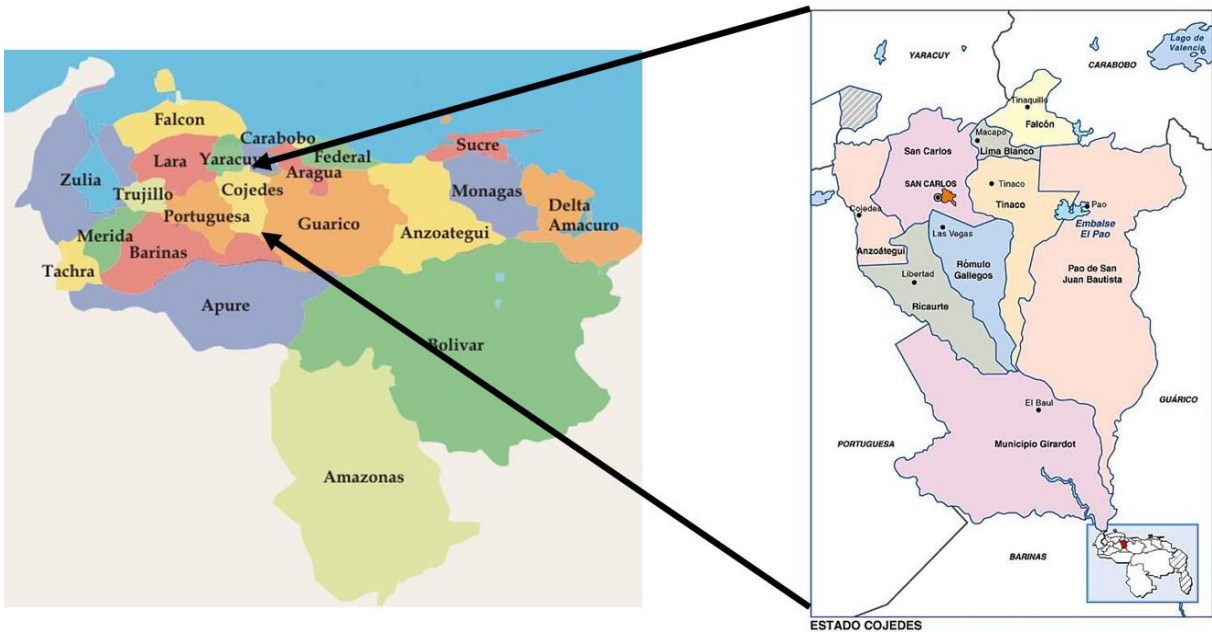 Falcon
Carabobo
Lara
Yaracuy
Federal
Aragua
Sucre
Zulia
Trujillo
Cojedes
Monagas
Portuguesa
Guarico
Delta
Amacuro
Merida
Barinas
Anzoategui
Tachra
Apure
Bolivar
Amazonas
Lago de
Valencia
YARACUY
CARABOBO
Tinaquillo
Falcón
Macapo
Lima Blanco
San Carlos
SAN CARLOS
Tinaco
Tinaco
Cojedes
Pao
Embalse
El Pao
Las Vegas
Anzoátegui
Rómulo
Gallegos
Libertad
Ricaurte
Pao de San
Juan Bautista
El Baul
GUÁRICO
PORTUGUESA
Municipio Girardot
BARINAS
ESTADO COJEDES